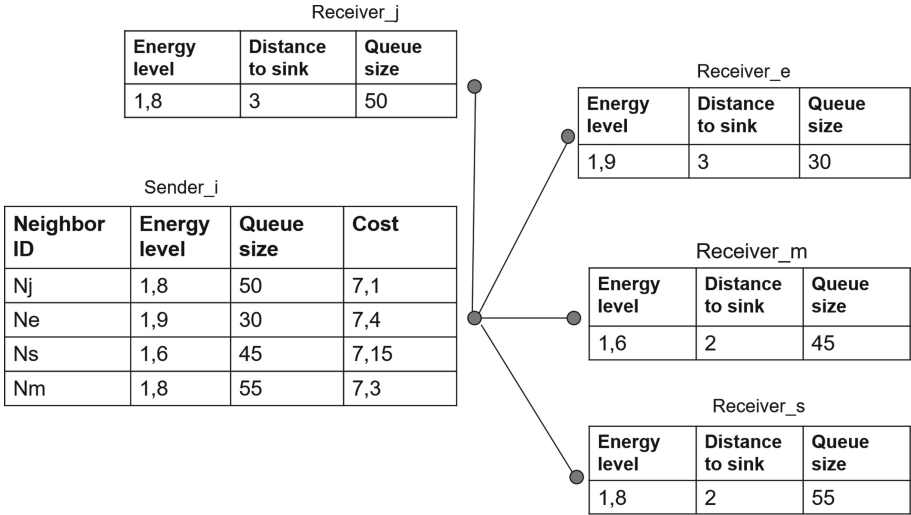 Receiver_j
Energy level Distance to sink Queue size
1,8 3 50
Receiver_e
Energy level Distance to sink Queue size
1,9 3 30
Sender_i
Neighbor ID Energy level Queue size Cost
Nj 1,8 50 7,1
Ne 1,9 30 7,4
Ns 1,6 45 7,15
Nm 1,8 55 7,3
Receiver_m
Energy level Distance to sink Queue size
1,6 2 45
Receiver_s
Energy level Distance to sink Queue size
1,8 2 55